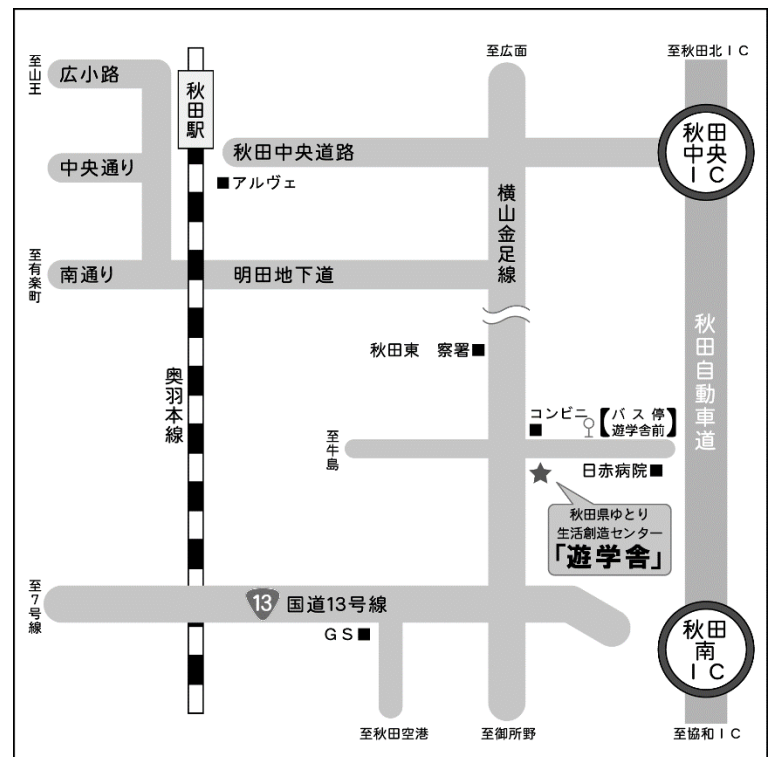 至広面
至秋田北IC
至山王
広小路
秋田駅
秋田中央道路
秋田
中央
IC
中央通り
■アルヴェ
横山金足線
至有楽町
南通り
明田地下道
秋田自動車道
秋田東　察署■
奥羽本線
コンビニ
■
【バス停
遊学舎前】
至牛島
日赤病院■
★
秋田県ゆとり
生活創造センター
「遊学舎」
至7号線
13
国道13号線
GS■
秋田
南
IC
至秋田空港
至御所野
至協和IC